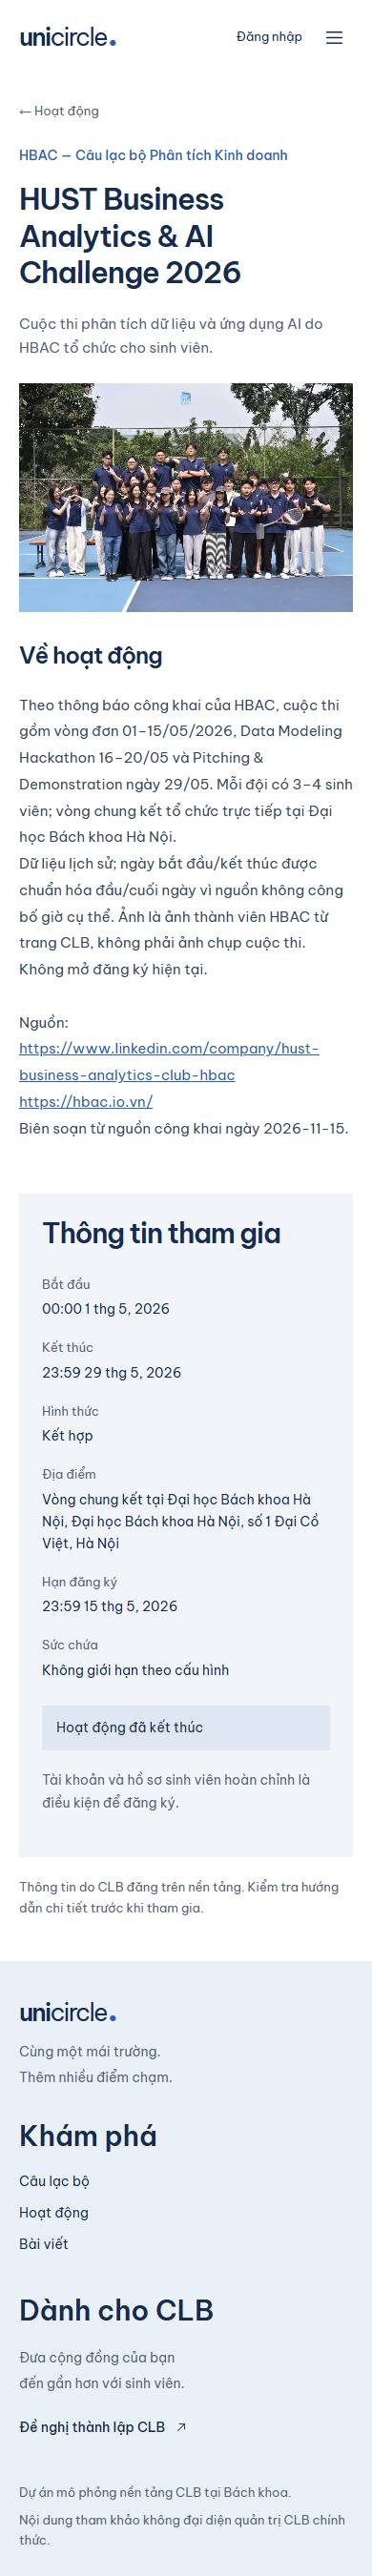 unicircle.
Đăng nhập
← Hoạt động
HBAC — Câu lạc bộ Phân tích Kinh doanh
HUST Business
Analytics & AI
Challenge 2026
Cuộc thi phân tích dữ liệu và ứng dụng AI do
HBAC tổ chức cho sinh viên.
Về hoạt động
Theo thông báo công khai của HBAC, cuộc thi
gồm vòng đơn 01–15/05/2026, Data Modeling
Hackathon 16–20/05 và Pitching &
Demonstration ngày 29/05. Mỗi đội có 3–4 sinh
viên; vòng chung kết tổ chức trực tiếp tại Đại
học Bách khoa Hà Nội.
Dữ liệu lịch sử; ngày bắt đầu/kết thúc được
chuẩn hóa đầu/cuối ngày vì nguồn không công
bố giờ cụ thể. Ảnh là ảnh thành viên HBAC từ
trang CLB, không phải ảnh chụp cuộc thi.
Không mở đăng ký hiện tại.
Nguồn:
https://www.linkedin.com/company/hust-
business-analytics-club-hbac
https://hbac.io.vn/
Biên soạn từ nguồn công khai ngày 2026-11-15.
Thông tin tham gia
Bắt đầu
00:00 1 thg 5, 2026
Kết thúc
23:59 29 thg 5, 2026
Hình thức
Kết hợp
Địa điểm
Vòng chung kết tại Đại học Bách khoa Hà
Nội, Đại học Bách khoa Hà Nội, số 1 Đại Cồ
Việt, Hà Nội
Hạn đăng ký
23:59 15 thg 5, 2026
Sức chứa
Không giới hạn theo cấu hình
Hoạt động đã kết thúc
Tài khoản và hồ sơ sinh viên hoàn chỉnh là
điều kiện để đăng ký.
Thông tin do CLB đăng trên nền tảng. Kiểm tra hướng
dẫn chi tiết trước khi tham gia.
unicircle.
Cùng một mái trường.
Thêm nhiều điểm chạm.
Khám phá
Câu lạc bộ
Hoạt động
Bài viết
Dành cho CLB
Đưa cộng đồng của bạn
đến gần hơn với sinh viên.
Đề nghị thành lập CLB ↗
Dự án mô phỏng nền tảng CLB tại Bách khoa.
Nội dung tham khảo không đại diện quản trị CLB chính
thức.